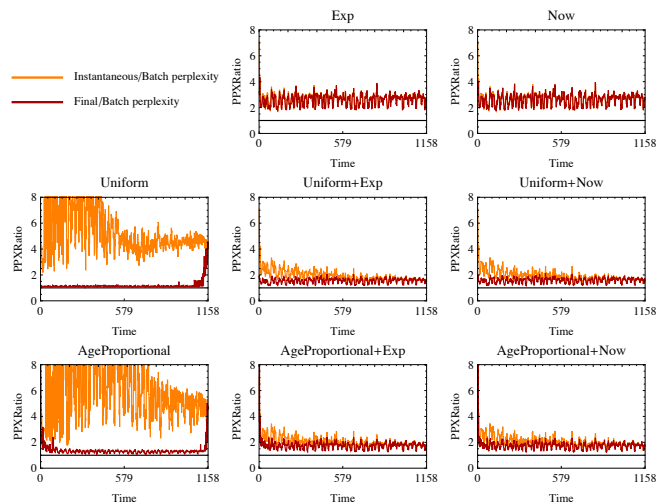 Exp
Now
Instantaneous/Batch perplexity
Final/Batch perplexity
PPXRatio
8
6
4
2
0
0
579
1158
Time
PPXRatio
8
6
4
2
0
0
579
1158
Time
Uniform
Uniform+Exp
Uniform+Now
PPXRatio
8
6
4
2
0
0
579
1158
Time
PPXRatio
8
6
4
2
0
0
579
1158
Time
PPXRatio
8
6
4
2
0
0
579
1158
Time
AgeProportional
AgeProportional+Exp
AgeProportional+Now
PPXRatio
8
6
4
2
0
0
579
1158
Time
PPXRatio
8
6
4
2
0
0
579
1158
Time
PPXRatio
8
6
4
2
0
0
579
1158
Time